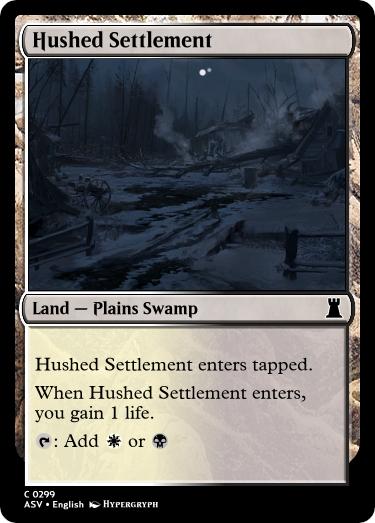 Hushed Settlement
Land — Plains Swamp
Hushed Settlement enters tapped.
When Hushed Settlement enters,
you gain 1 life.
: Add or
C 0299
ASV • English HYPERGRYPH